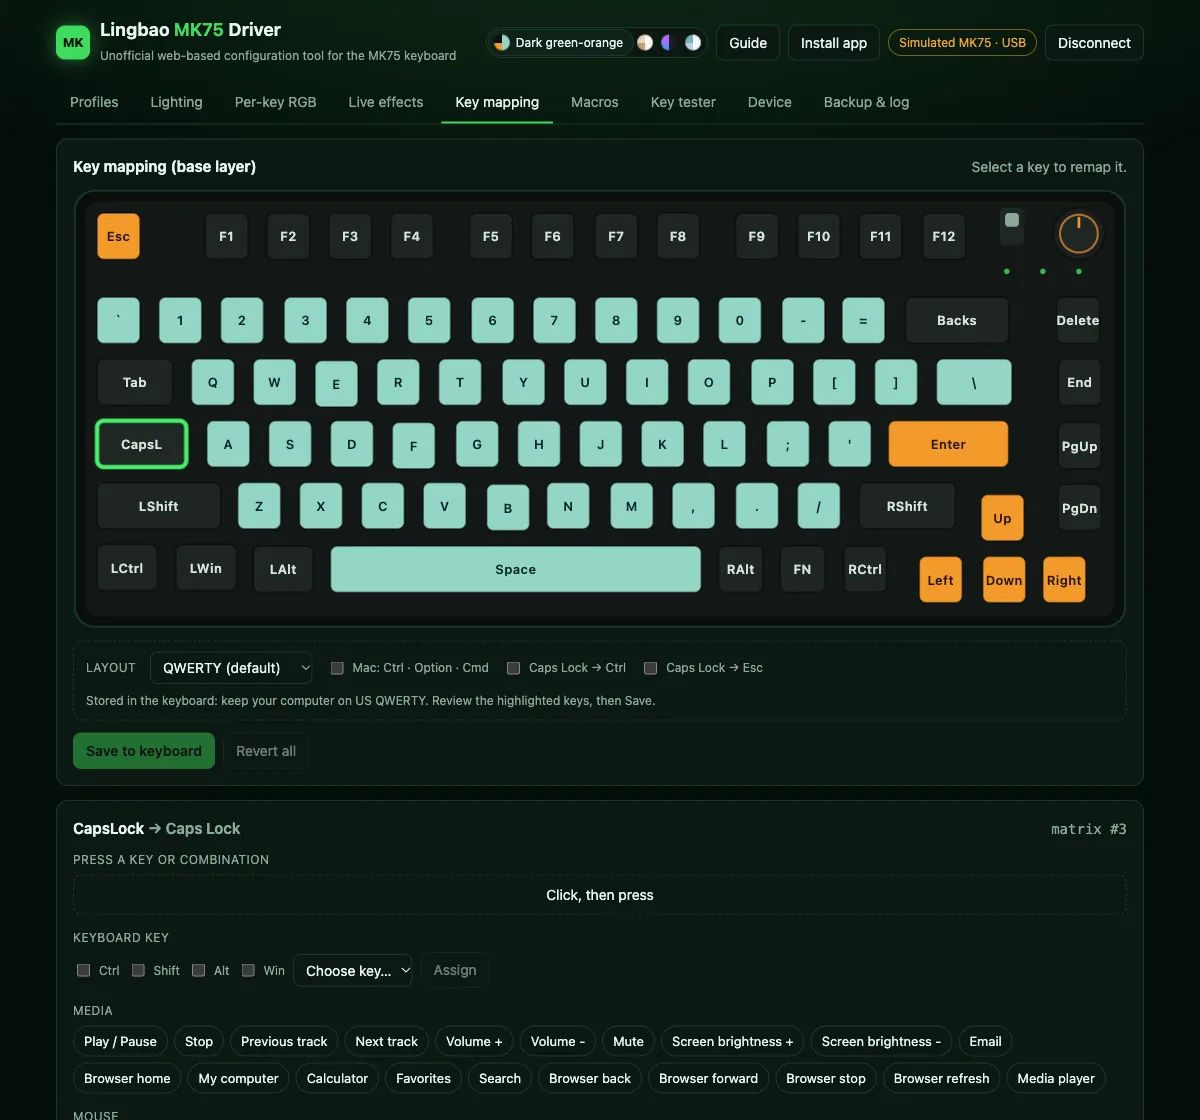 MK
Lingbao MK75 Driver
Unofficial web-based configuration tool for the MK75 keyboard
Dark green-orange
Guide
Install app
Simulated MK75 · USB
Disconnect
Profiles
Lighting
Per-key RGB
Live effects
Key mapping
Macros
Key tester
Device
Backup & log
Key mapping (base layer)
Select a key to remap it.
Esc F1 F2 F3 F4 F5 F6 F7 F8 F9 F10 F11 F12
` 1 2 3 4 5 6 7 8 9 0 - = Backs Delete
Tab Q W E R T Y U I O P [ ] \ End
CapsL A S D F G H J K L ; ' Enter PgUp
LShift Z X C V B N M , . / RShift Up PgDn
LCtrl LWin LAlt Space RAlt FN RCtrl Left Down Right
LAYOUT
QWERTY (default)
Mac: Ctrl · Option · Cmd
Caps Lock → Ctrl
Caps Lock → Esc
Stored in the keyboard: keep your computer on US QWERTY. Review the highlighted keys, then Save.
Save to keyboard
Revert all
CapsLock → Caps Lock
matrix #3
PRESS A KEY OR COMBINATION
Click, then press
KEYBOARD KEY
Ctrl
Shift
Alt
Win
Choose key...
Assign
MEDIA
Play / Pause
Stop
Previous track
Next track
Volume +
Volume -
Mute
Screen brightness +
Screen brightness -
Email
Browser home
My computer
Calculator
Favorites
Search
Browser back
Browser forward
Browser stop
Browser refresh
Media player
MOUSE